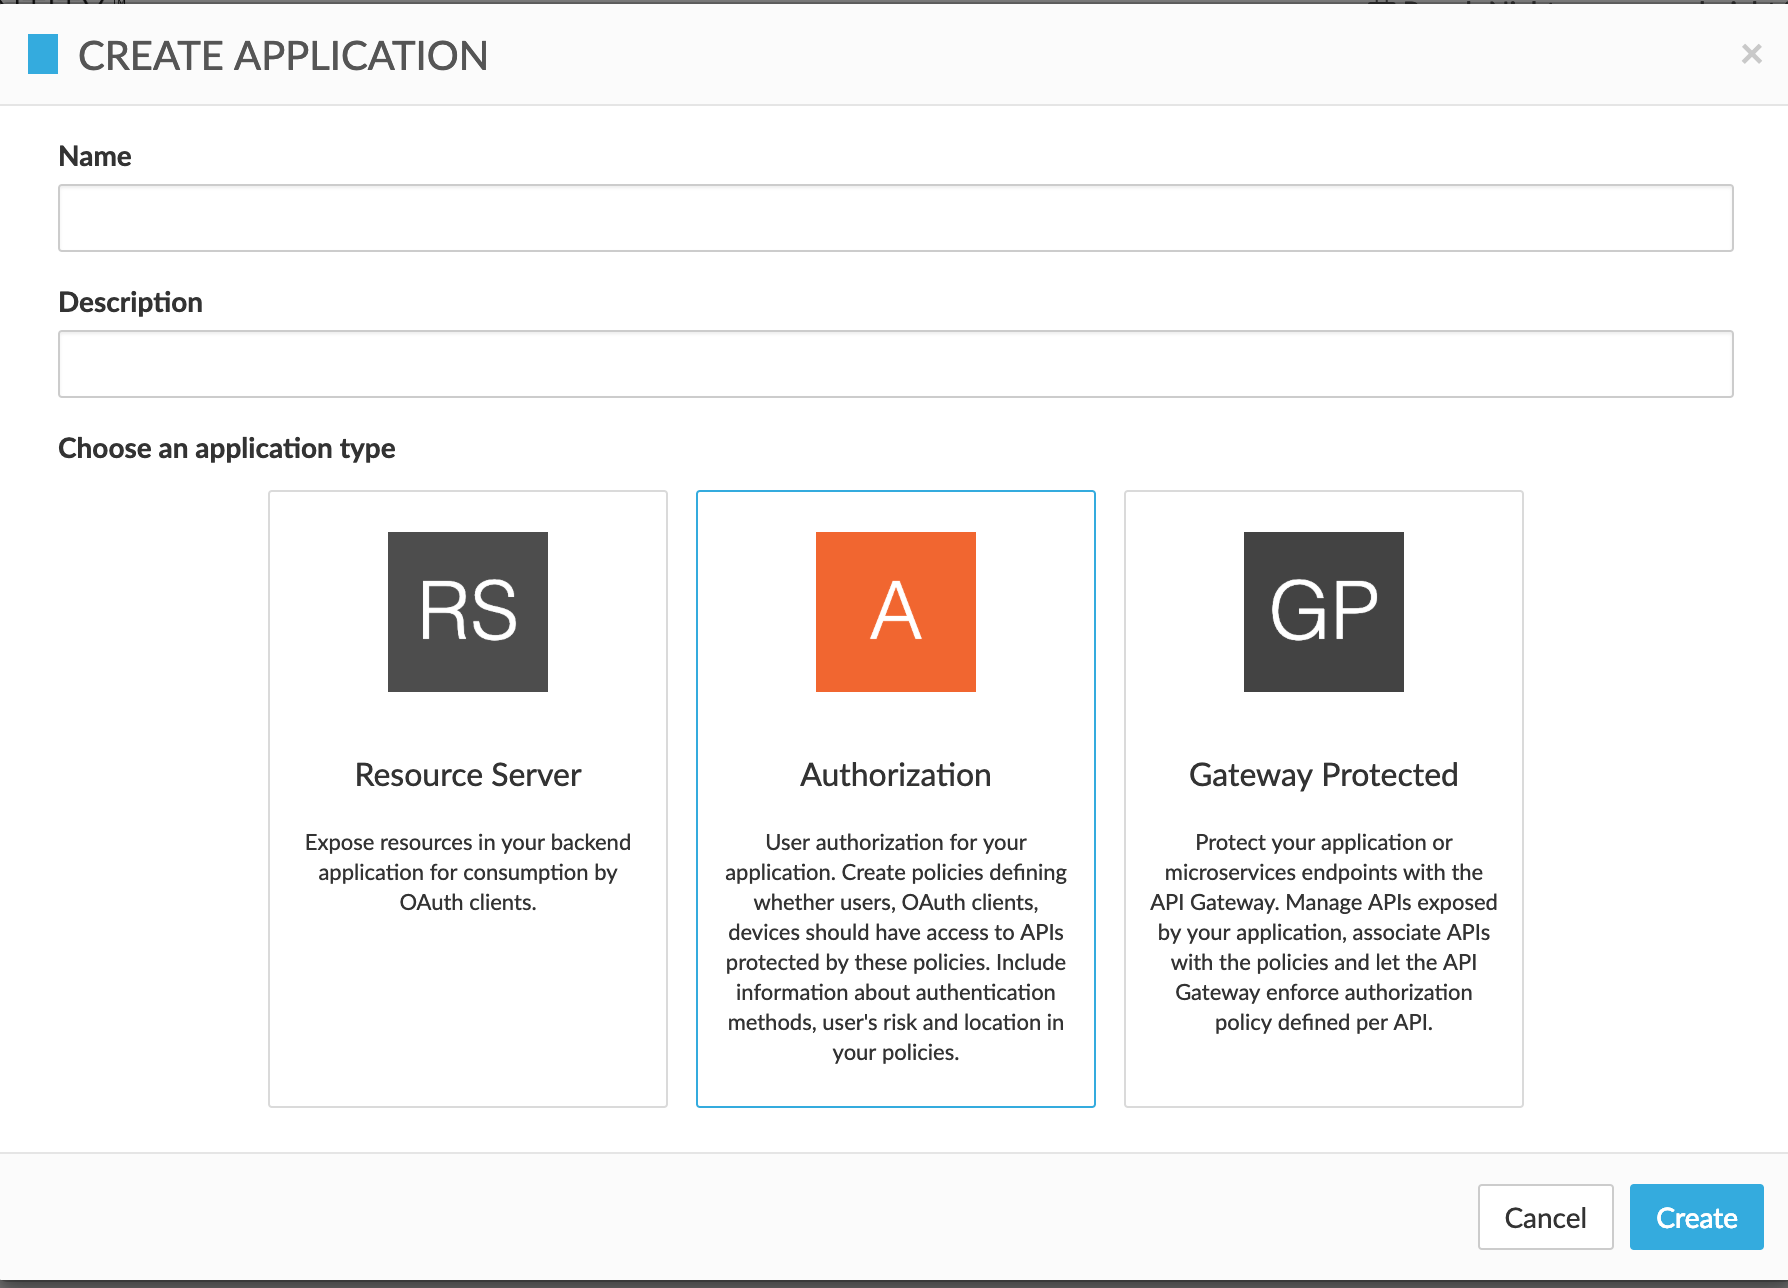 CREATE APPLICATION
×
Name
Description
Choose an application type
RS
Resource Server
Expose resources in your backend
application for consumption by
OAuth clients.
A
Authorization
User authorization for your
application. Create policies defining
whether users, OAuth clients,
devices should have access to APIs
protected by these policies. Include
information about authentication
methods, user's risk and location in
your policies.
GP
Gateway Protected
Protect your application or
microservices endpoints with the
API Gateway. Manage APIs exposed
by your application, associate APIs
with the policies and let the API
Gateway enforce authorization
policy defined per API.
Cancel
Create